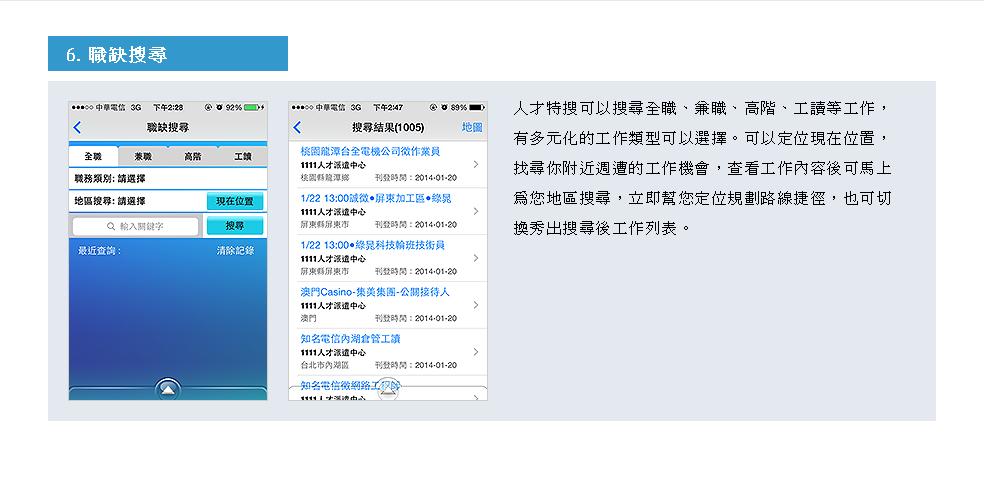 6. 職缺搜尋
中華電信 3G 下午2:28 92%
職缺搜尋
全職 兼職 高階 工讀
職務類別: 請選擇
地區搜尋: 請選擇 現在位置
輸入關鍵字 搜尋
最近查詢 : 清除記錄
中華電信 3G 下午2:47 89%
搜尋結果(1005) 地圖
桃園龍潭台全電機公司徵作業員
1111人才派遣中心
桃園縣龍潭鄉 刊登時間:2014-01-20
1/22 13:00誠徵●屏東加工區●綠晁
1111人才派遣中心
屏東縣屏東市 刊登時間:2014-01-20
1/22 13:00●綠晁科技輪班技術員
1111人才派遣中心
屏東縣屏東市 刊登時間:2014-01-20
澳門Casino-集美集團-公關接待人
1111人才派遣中心
澳門 刊登時間:2014-01-20
知名電信內湖倉管工讀
1111人才派遣中心
台北市內湖區 刊登時間:2014-01-20
知名電信徵網路工程師
1111人才派遣中心
人才特搜可以搜尋全職、兼職、高階、工讀等工作,
有多元化的工作類型可以選擇。可以定位現在位置,
找尋你附近週遭的工作機會,查看工作內容後可馬上
為您地區搜尋,立即幫您定位規劃路線捷徑,也可切
換秀出搜尋後工作列表。